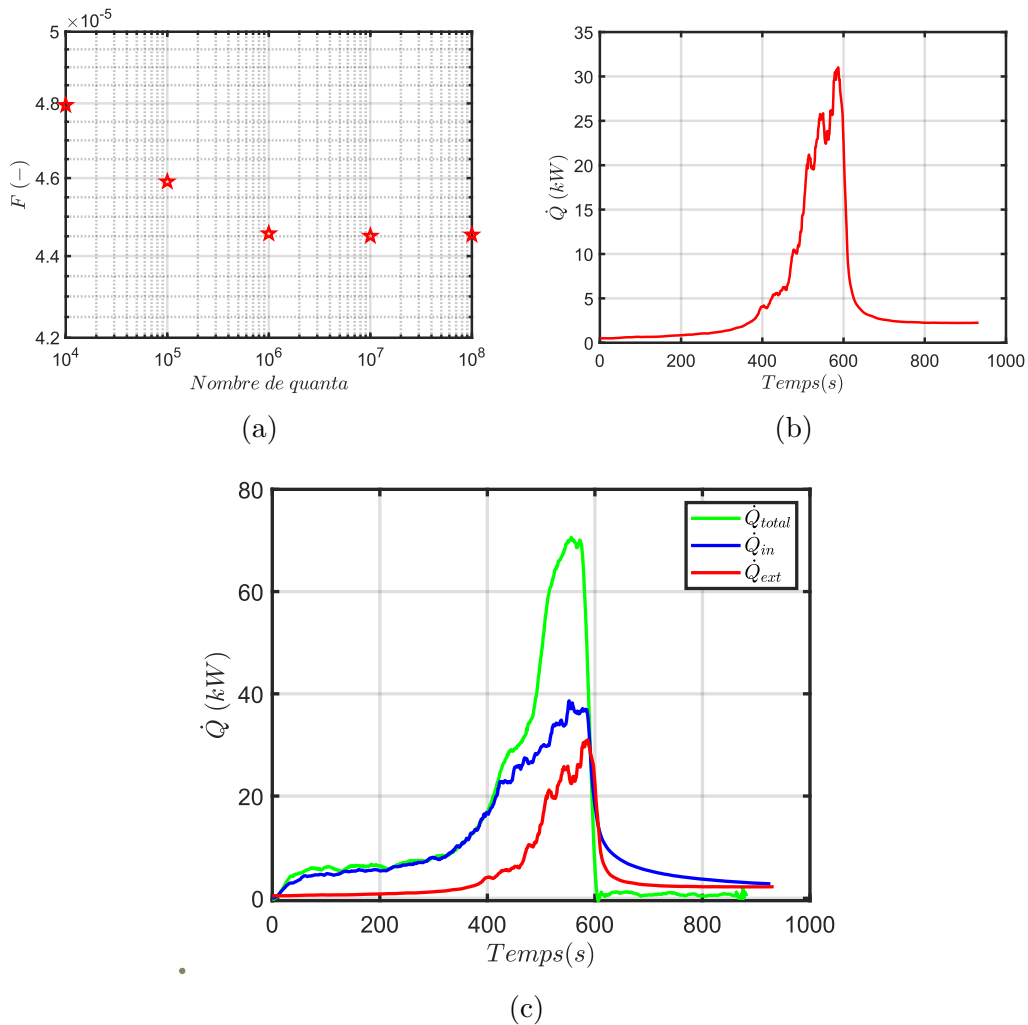 ×10⁻⁵
5
4.8
4.6
4.4
4.2
F (−)
10⁴ 10⁵ 10⁶ 10⁷ 10⁸
Nombre de quanta
(a)
35
30
25
20
15
10
5
0
Q̇ (kW)
0 200 400 600 800 1000
Temps(s)
(b)
80
60
40
20
0
Q̇ (kW)
Q̇total
Q̇in
Q̇ext
0 200 400 600 800 1000
Temps(s)
(c)